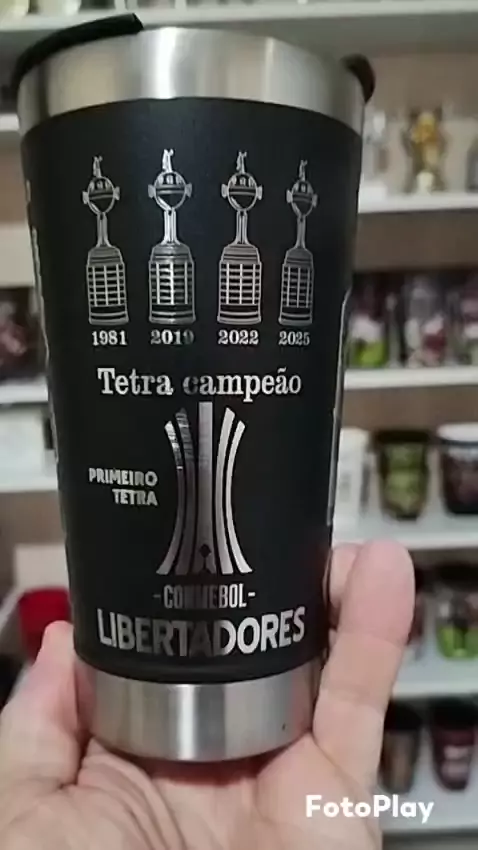 1981 2019 2022 2025
Tetra campeão
PRIMEIRO
TETRA
-CONMEBOL-
LIBERTADORES
FotoPlay